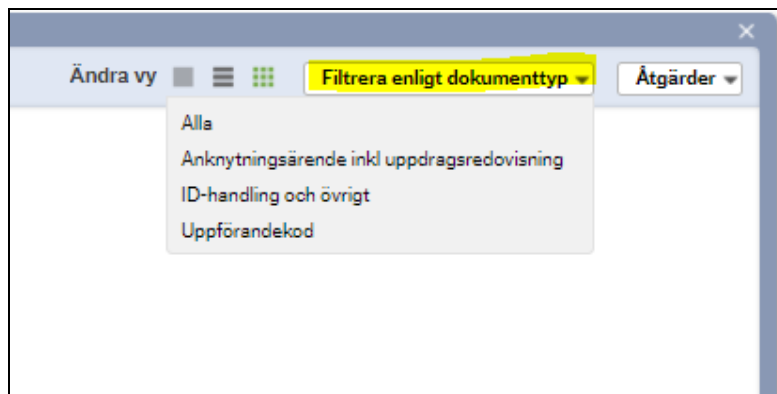 Ändra vy
Filtrera enligt dokumenttyp
Åtgärder
Alla
Anknytningsärende inkl uppdragsredovisning
ID-handling och övrigt
Uppförandekod